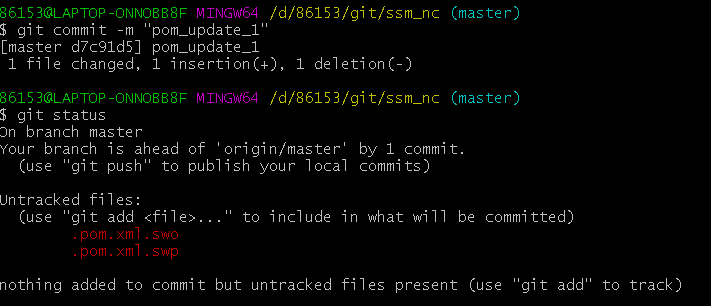 86153@LAPTOP-ONNOBB8F MINGW64 /d/86153/git/ssm_nc (master)
$ git commit -m "pom_update_1"
[master d7c91d5] pom_update_1
 1 file changed, 1 insertion(+), 1 deletion(-)

86153@LAPTOP-ONNOBB8F MINGW64 /d/86153/git/ssm_nc (master)
$ git status
On branch master
Your branch is ahead of 'origin/master' by 1 commit.
  (use "git push" to publish your local commits)

Untracked files:
  (use "git add <file>..." to include in what will be committed)
        .pom.xml.swo
        .pom.xml.swp

nothing added to commit but untracked files present (use "git add" to track)